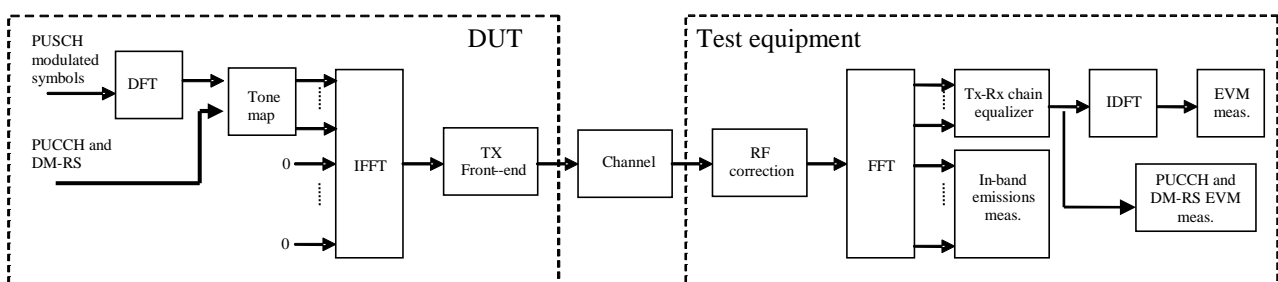 DUT
Test equipment
PUSCH
modulated
symbols
DFT
Tone
map
PUCCH and
DM-RS
0
0
IFFT
TX
Front--end
Channel
RF
correction
FFT
Tx-Rx chain
equalizer
In-band
emissions
meas.
IDFT
EVM
meas.
PUCCH and
DM-RS EVM
meas.